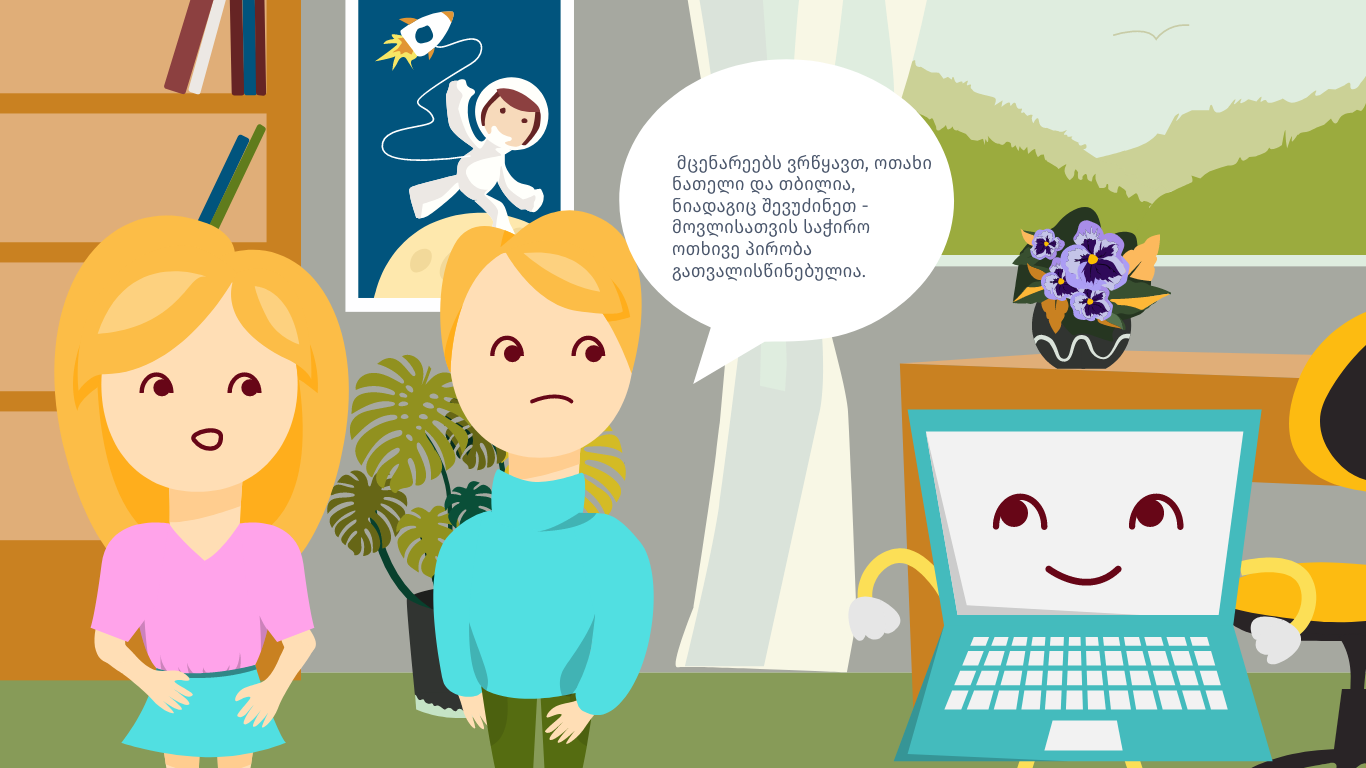 მცენარეებს ვრწყავთ, ოთახი
ნათელი და თბილია,
ნიადაგიც შევუძინეთ -
მოვლისათვის საჭირო
ოთხივე პირობა
გათვალისწინებულია.